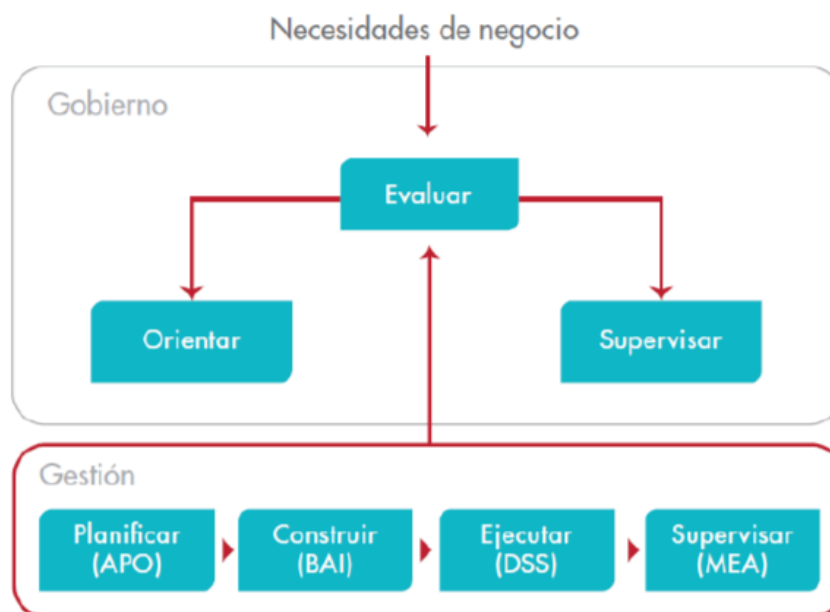 Necesidades de negocio
Gobierno
Evaluar
Orientar
Supervisar
Gestión
Planificar
(APO)
Construir
(BAI)
Ejecutar
(DSS)
Supervisar
(MEA)